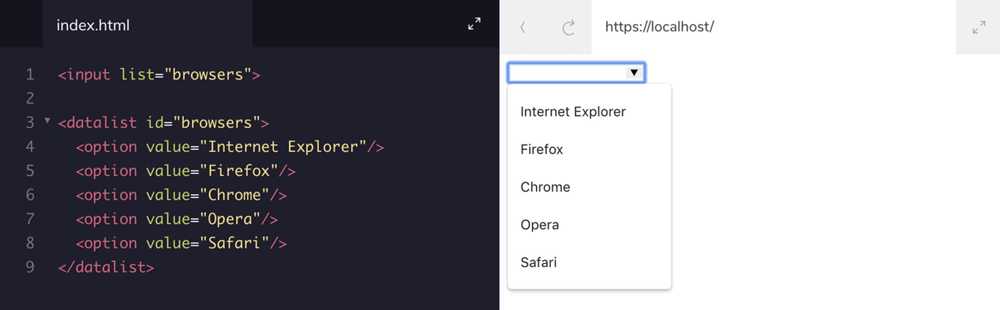 index.html
1 <input list="browsers">
2
3 ▼ <datalist id="browsers">
4 <option value="Internet Explorer"/>
5 <option value="Firefox"/>
6 <option value="Chrome"/>
7 <option value="Opera"/>
8 <option value="Safari"/>
9 </datalist>
https://localhost/
Internet Explorer
Firefox
Chrome
Opera
Safari